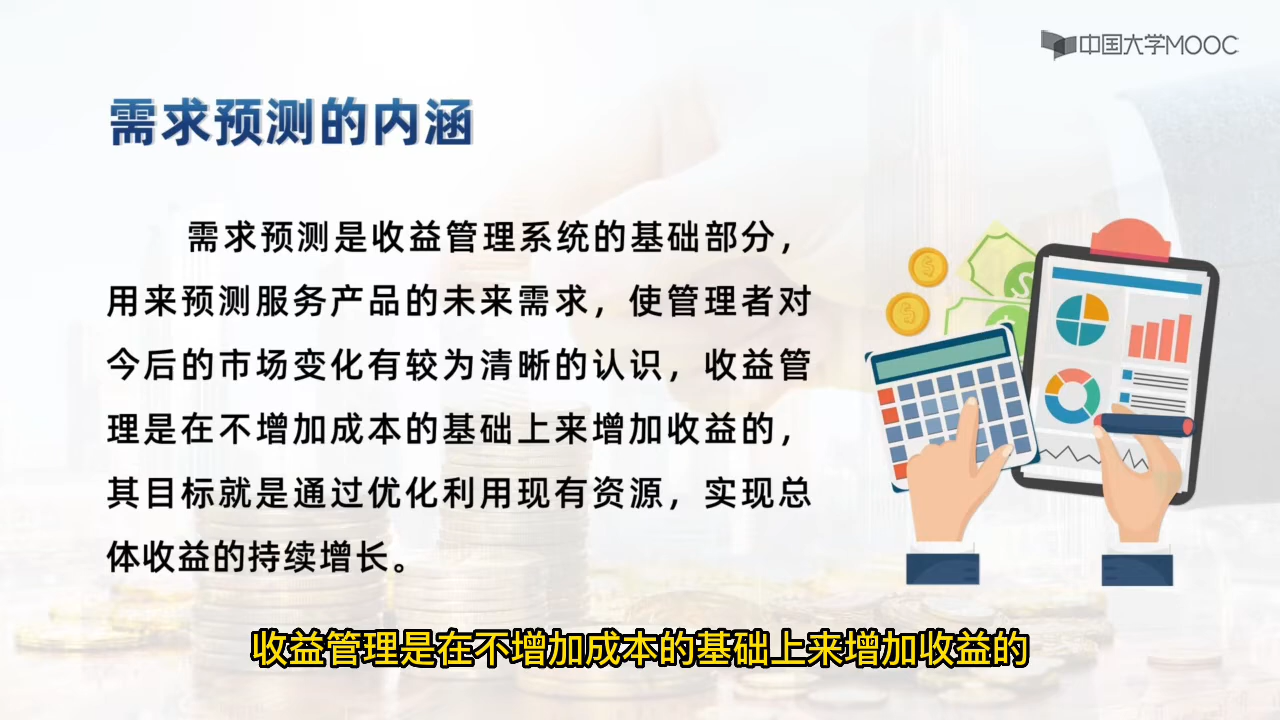 中国大学MOOC
需求预测的内涵
需求预测是收益管理系统的基础部分，
用来预测服务产品的未来需求，使管理者对
今后的市场变化有较为清晰的认识，收益管
理是在不增加成本的基础上来增加收益的，
其目标就是通过优化利用现有资源，实现总
体收益的持续增长。
收益管理是在不增加成本的基础上来增加收益的